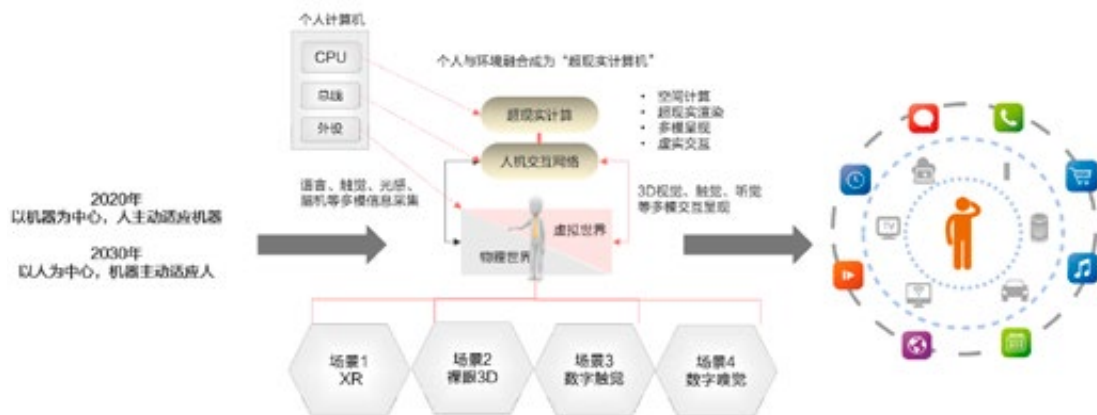 个人计算机
CPU
总线
外设
个人与环境融合成为“超现实计算机”
超现实计算
人机交互网络
• 空间计算
• 超现实渲染
• 多模呈现
• 虚实交互
语言、触觉、光感、
脑机等多模信息采集
3D视觉、触觉、听觉
等多模交互呈现
虚拟世界
物理世界
2020年
以机器为中心，人主动适应机器
2030年
以人为中心，机器主动适应人
场景1
XR
场景2
裸眼3D
场景3
数字触觉
场景4
数字嗅觉
TV